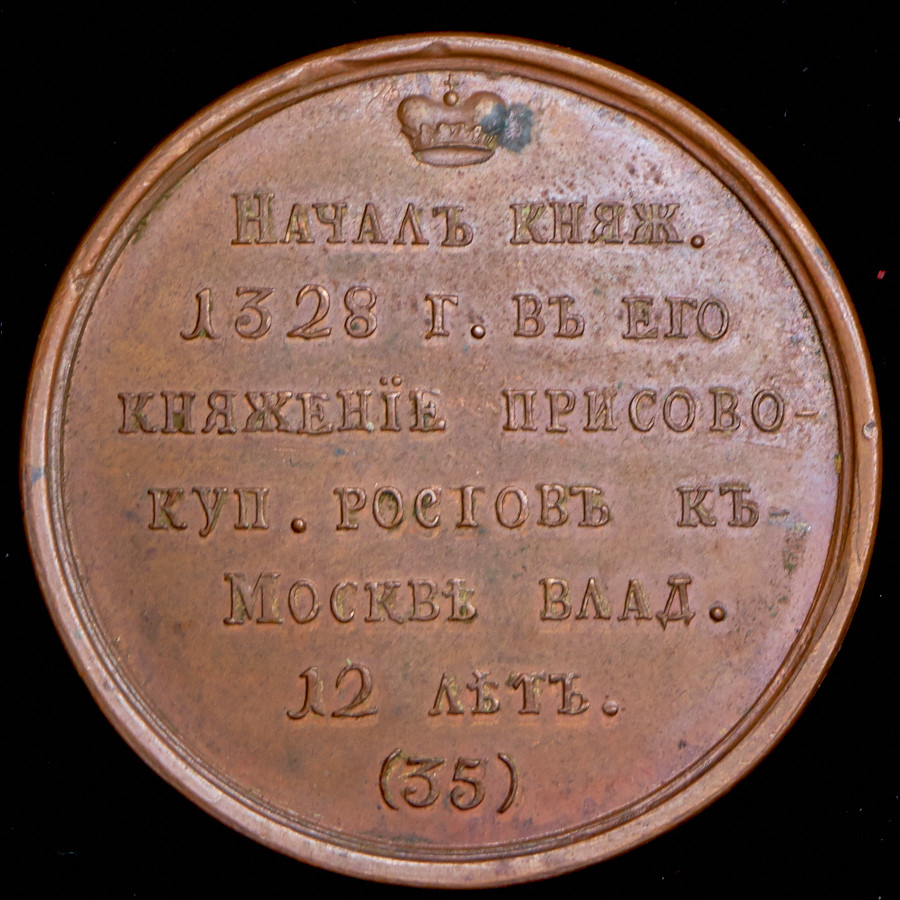 Началъ княж.
1328 г. въ его
княженїе присово-
куп. Ростовъ къ
Москвѣ влад.
12 лѣтъ.
(35)